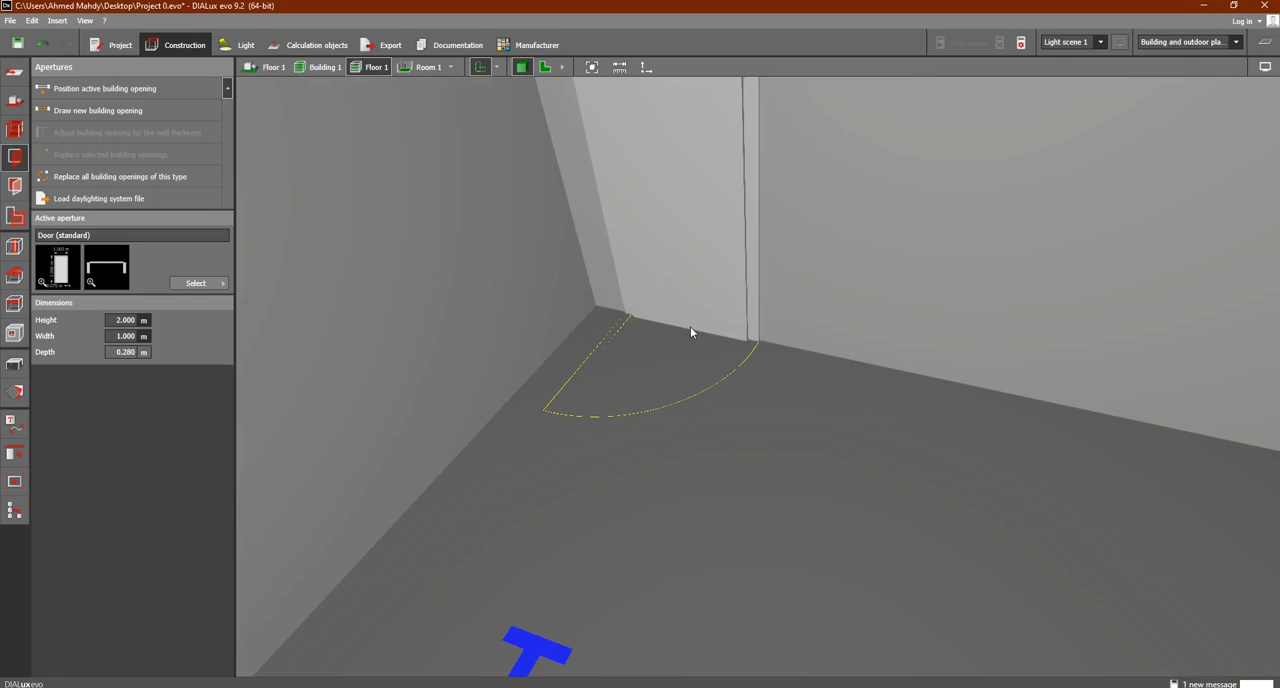 C:\Users\Ahmed Mahdy\Desktop\Project 0.evo* - DIALux evo 9.2 (64-bit)
File Edit Insert View ?
Log in
Project Construction Light Calculation objects Export Documentation Manufacturer
Light scene 1
Building and outdoor pla...
Apertures
Floor 1 Building 1 Floor 1 Room 1
Position active building opening
Draw new building opening
Adjust building opening for the wall thickness
Replace selected building openings
Replace all building openings of this type
Load daylighting system file
Active aperture
Door (standard)
Select
Dimensions
Height 2.000 m
Width 1.000 m
Depth 0.280 m
DIALux evo
1 new message